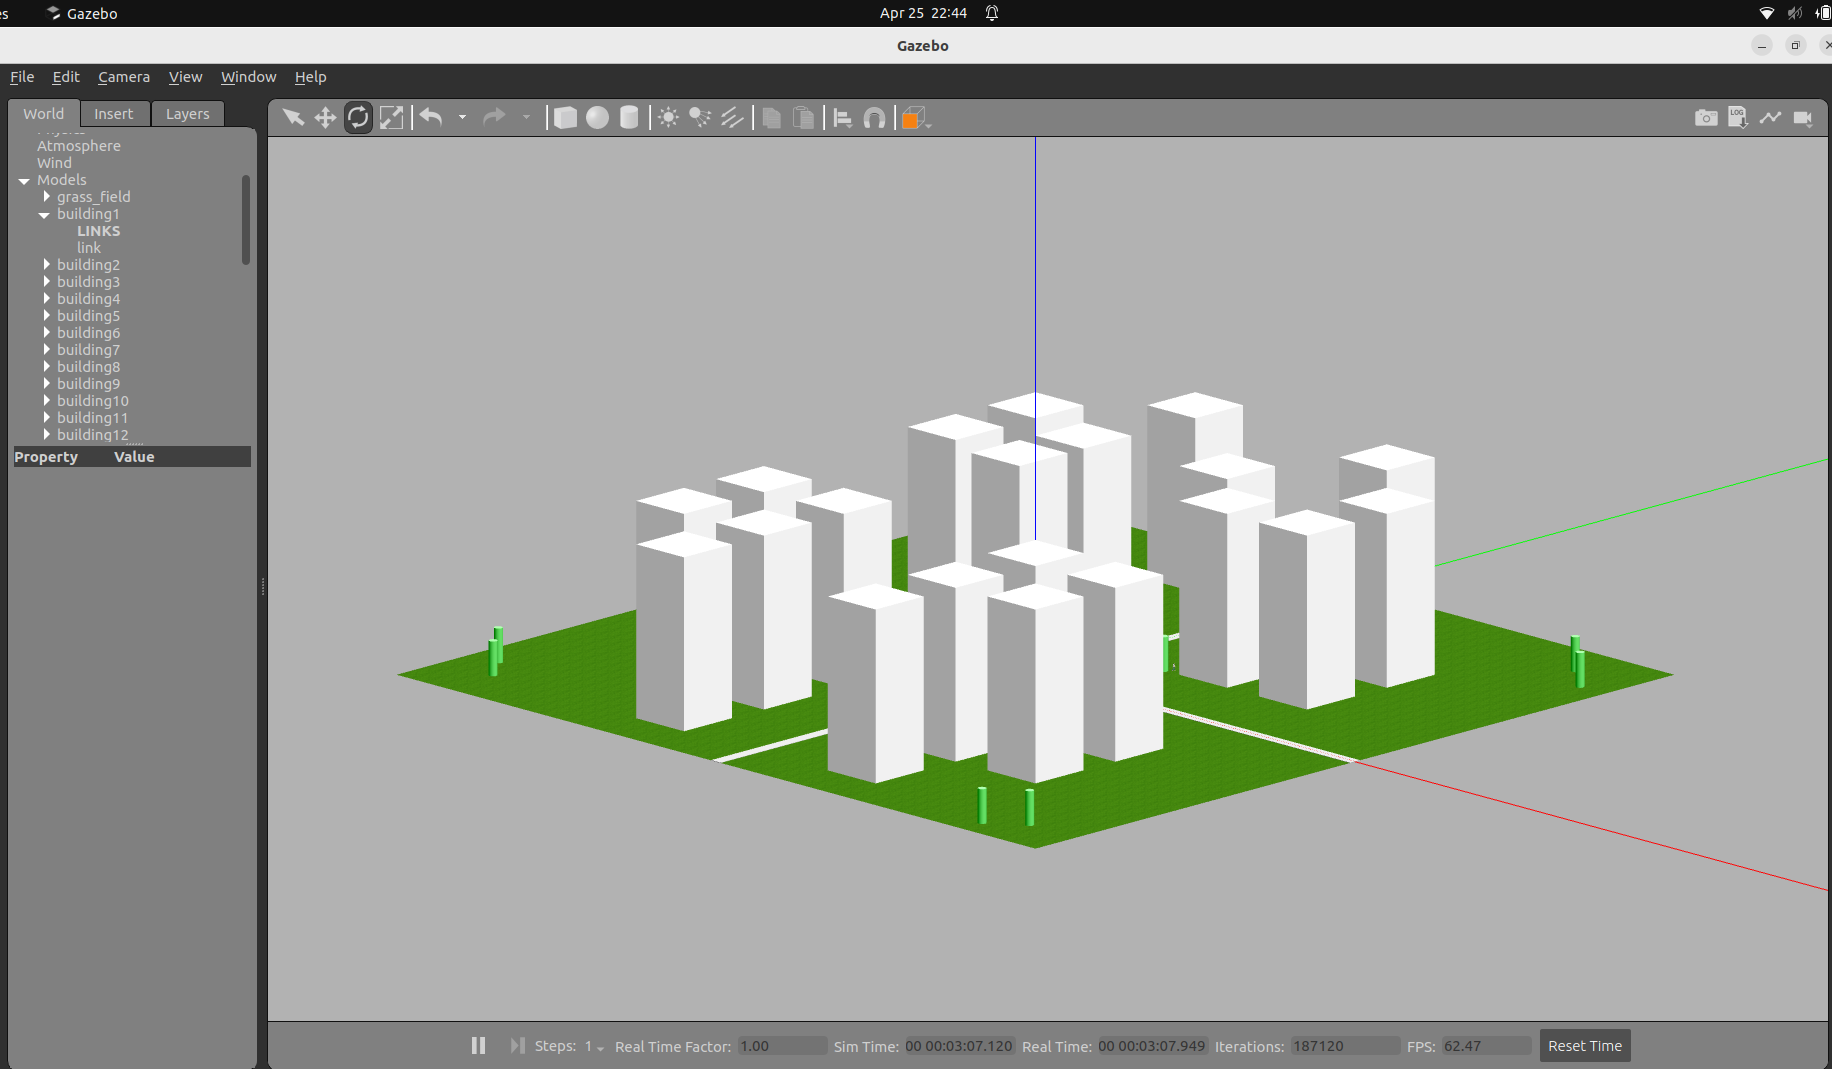 es Gazebo Apr 25 22:44
Gazebo
File Edit Camera View Window Help
World Insert Layers
Physics
Atmosphere
Wind
Models
grass_field
building1
LINKS
link
building2
building3
building4
building5
building6
building7
building8
building9
building10
building11
building12
Property Value
LOG
Steps: 1 Real Time Factor: 1.00 Sim Time: 00 00:03:07.120 Real Time: 00 00:03:07.949 Iterations: 187120 FPS: 62.47 Reset Time